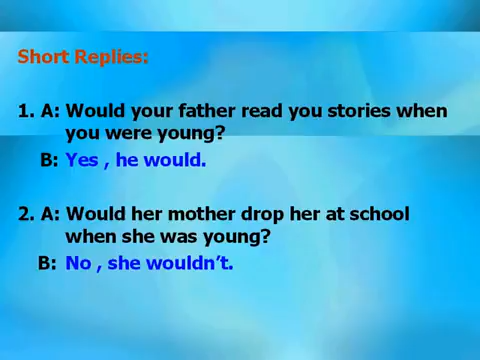 Short Replies:
1. A: Would your father read you stories when
you were young?
B: Yes , he would.
2. A: Would her mother drop her at school
when she was young?
B: No , she wouldn’t.